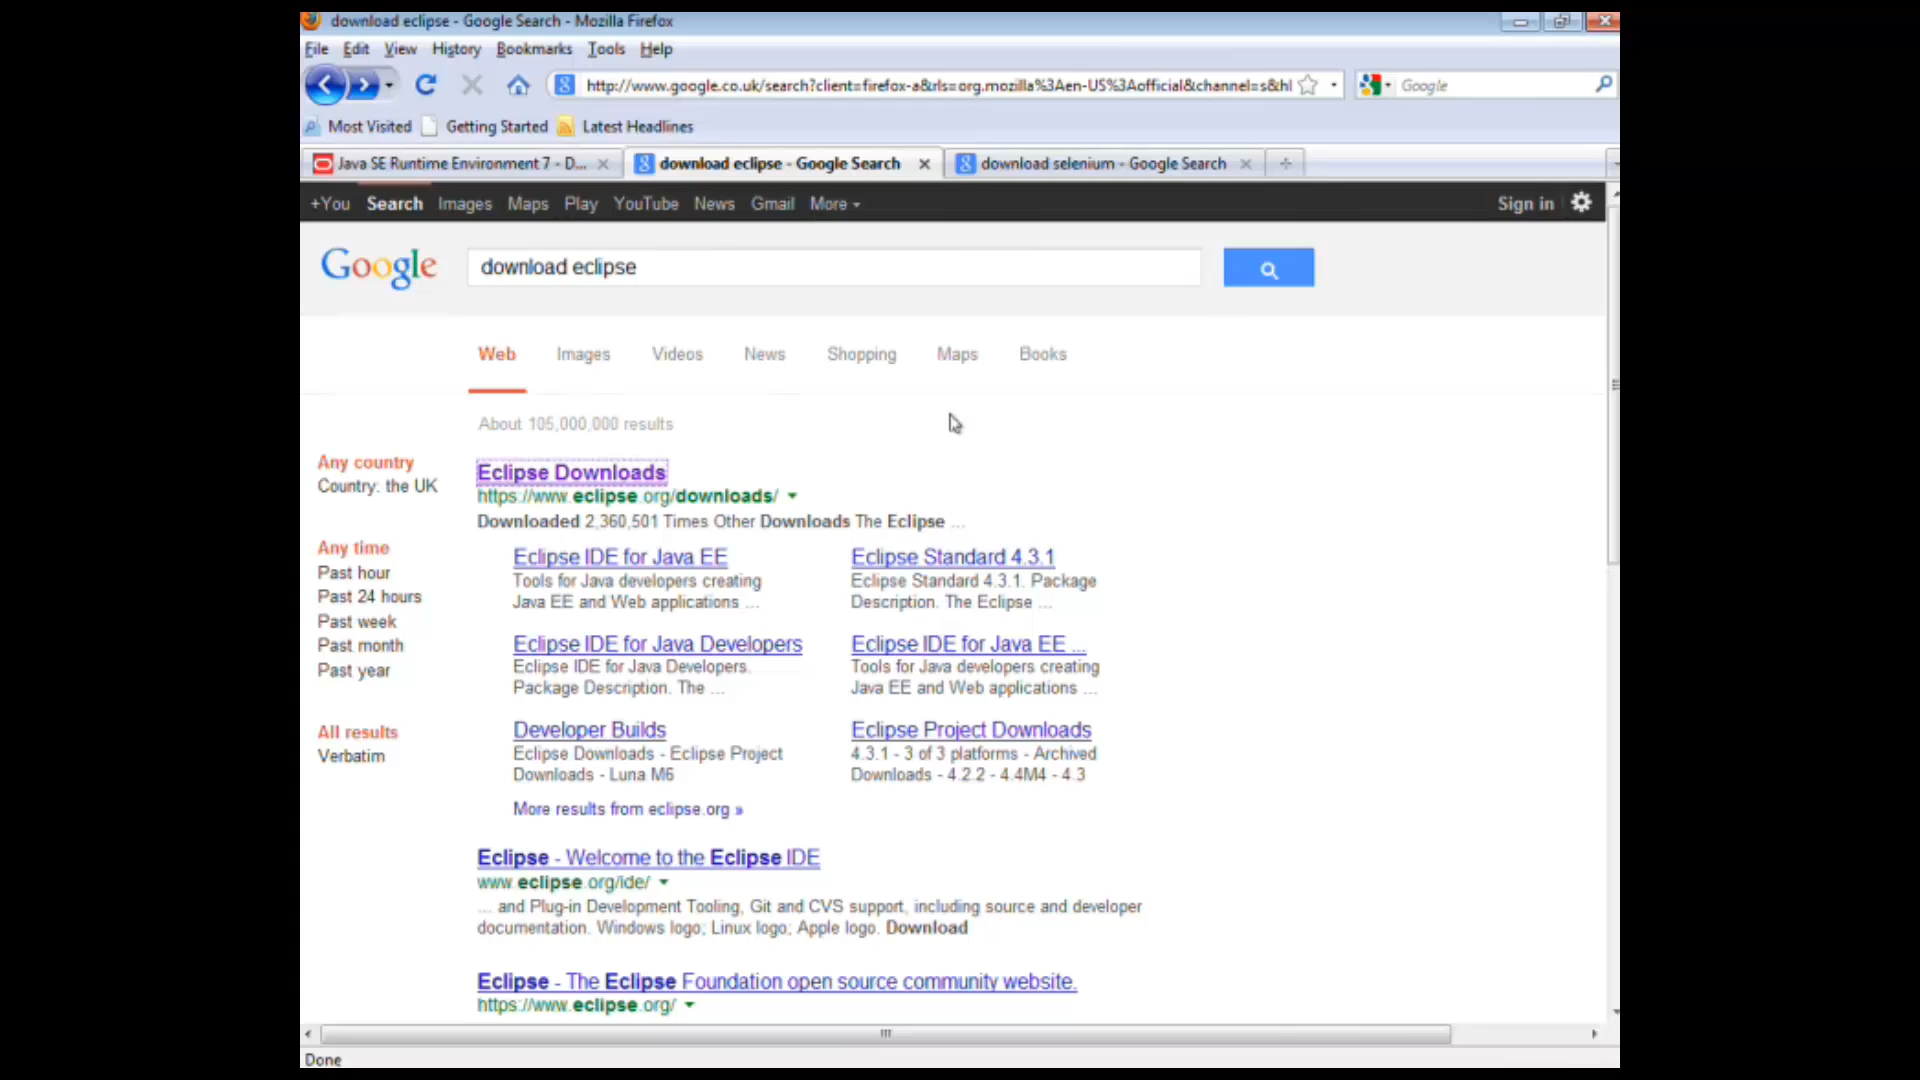 download eclipse - Google Search - Mozilla Firefox
File Edit View History Bookmarks Tools Help
http://www.google.co.uk/search?client=firefox-a&rls=org.mozilla%3Aen-US%3Aofficial&channel=s&hl
Google
Most Visited Getting Started Latest Headlines
Java SE Runtime Environment 7 - D... download eclipse - Google Search download selenium - Google Search
+You Search Images Maps Play YouTube News Gmail More Sign in
Google download eclipse
Web Images Videos News Shopping Maps Books
About 105,000,000 results
Any country
Country: the UK
Any time
Past hour
Past 24 hours
Past week
Past month
Past year
All results
Verbatim
Eclipse Downloads
https://www.eclipse.org/downloads/
Downloaded 2,360,501 Times Other Downloads The Eclipse ...
Eclipse IDE for Java EE
Tools for Java developers creating
Java EE and Web applications ...
Eclipse Standard 4.3.1
Eclipse Standard 4.3.1. Package
Description. The Eclipse ...
Eclipse IDE for Java Developers
Eclipse IDE for Java Developers.
Package Description. The ...
Eclipse IDE for Java EE ...
Tools for Java developers creating
Java EE and Web applications ...
Developer Builds
Eclipse Downloads - Eclipse Project
Downloads - Luna M6
Eclipse Project Downloads
4.3.1 - 3 of 3 platforms - Archived
Downloads - 4.2.2 - 4.4M4 - 4.3
More results from eclipse.org »
Eclipse - Welcome to the Eclipse IDE
www.eclipse.org/ide/
... and Plug-in Development Tooling, Git and CVS support, including source and developer
documentation. Windows logo; Linux logo; Apple logo. Download
Eclipse - The Eclipse Foundation open source community website.
https://www.eclipse.org/
Done